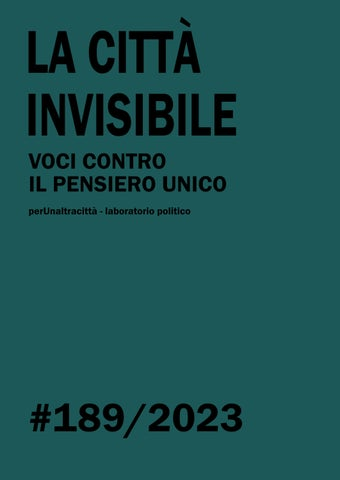 LA CITTÀ
INVISIBILE
VOCI CONTRO
IL PENSIERO UNICO
perUnaltracittà - laboratorio politico
#189/2023